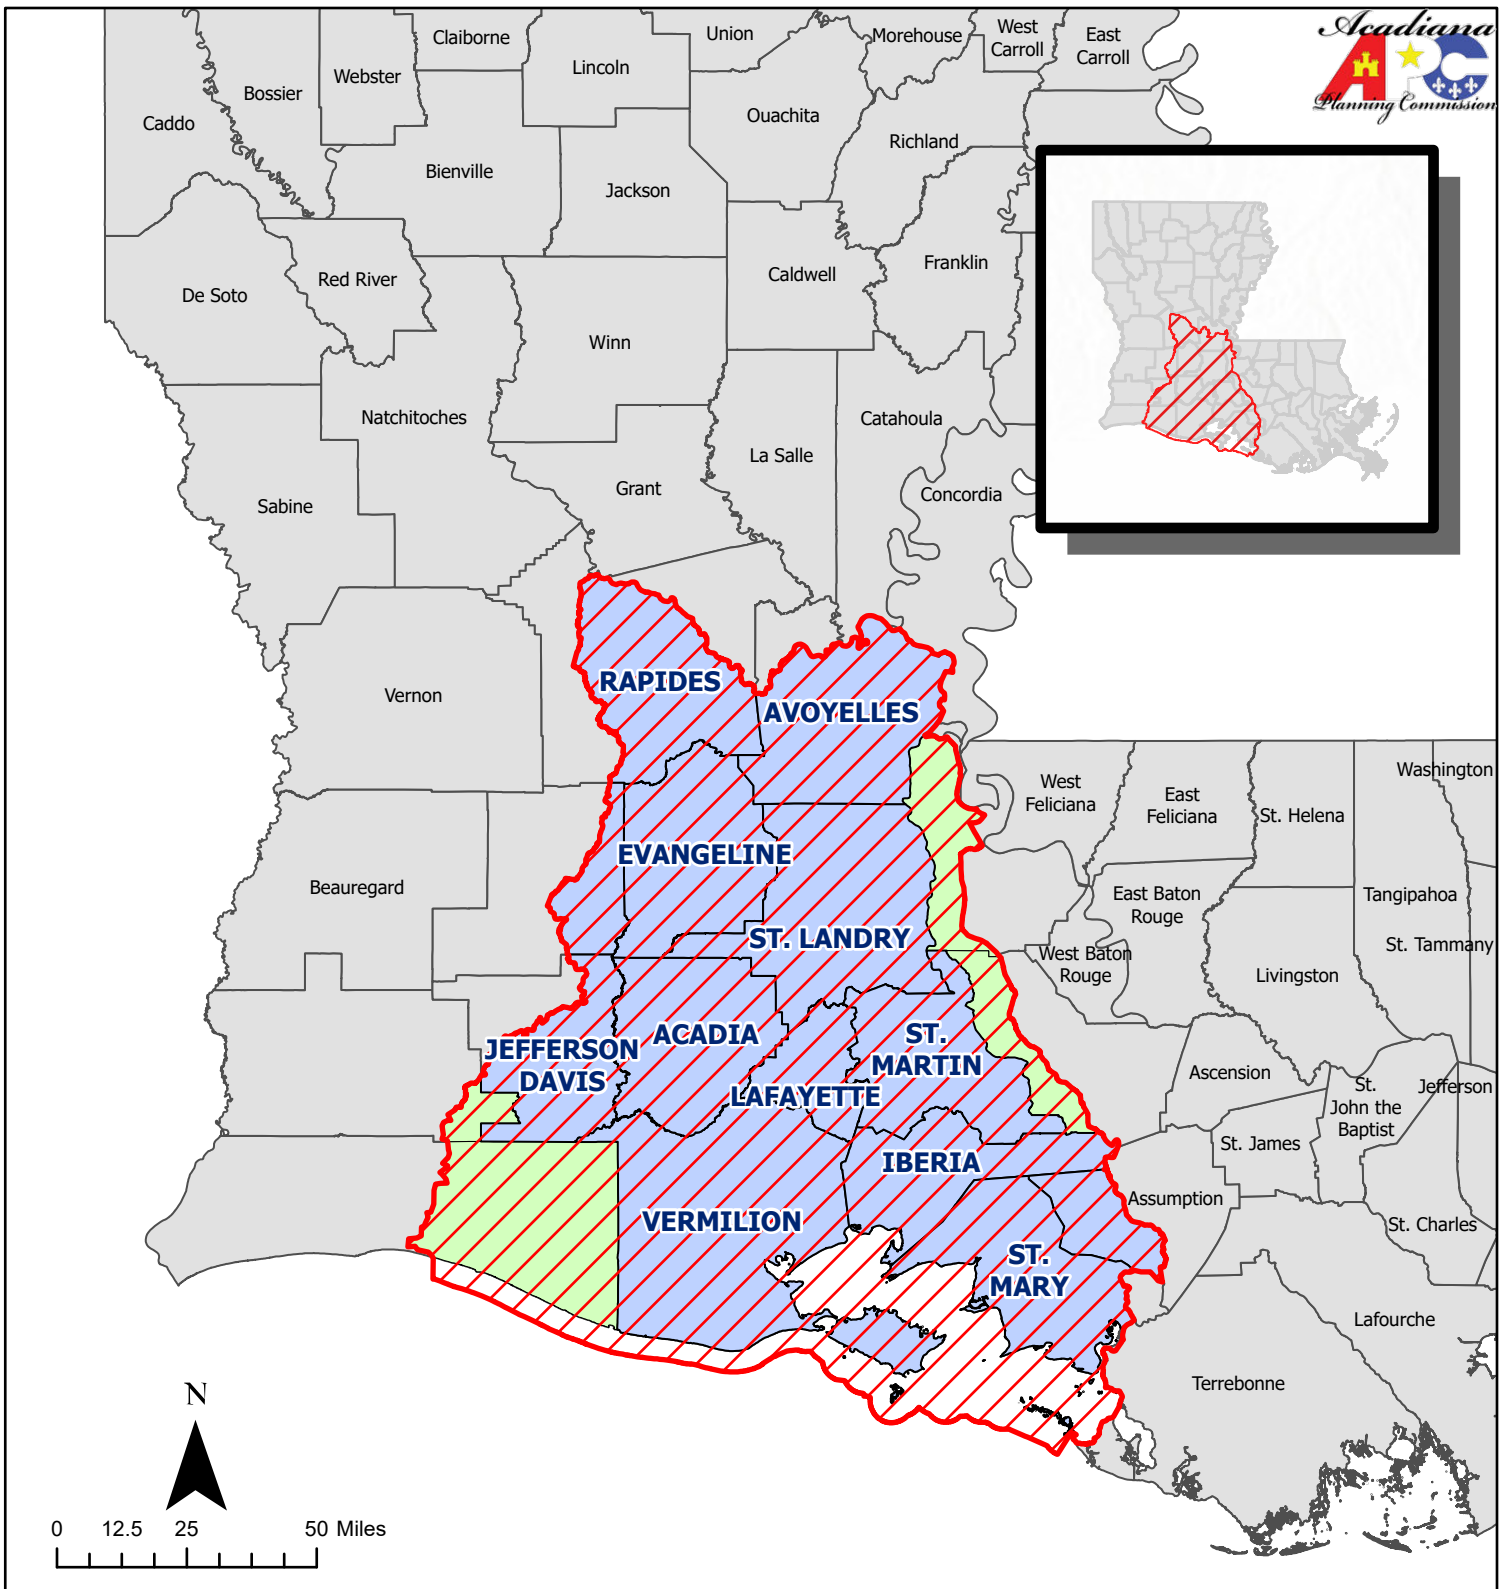 Acadiana
APC
Planning Commission
Claiborne
Union
Morehouse
West
Carroll
East
Carroll
Webster
Lincoln
Bossier
Caddo
Ouachita
Richland
Bienville
Jackson
Franklin
Caldwell
Red River
De Soto
Winn
Natchitoches
Catahoula
La Salle
Grant
Concordia
Sabine
RAPIDES
Vernon
AVOYELLES
Washington
West
Feliciana
East
Feliciana
St. Helena
EVANGELINE
Beauregard
East Baton
Rouge
Tangipahoa
ST. LANDRY
St. Tammany
West Baton
Rouge
Livingston
ACADIA
ST.
MARTIN
JEFFERSON
DAVIS
LAFAYETTE
Ascension
St.
John the
Baptist
Jefferson
St. James
IBERIA
Assumption
VERMILION
St. Charles
ST.
MARY
Lafourche
Terrebonne
N
0 12.5 25 50 Miles